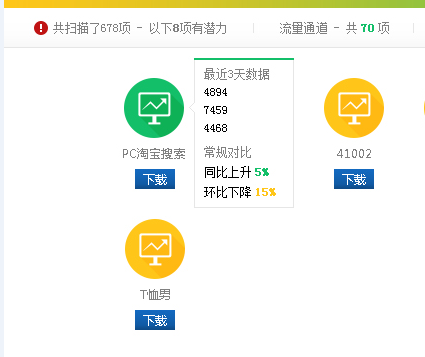 共扫描了678项 - 以下8项有潜力
流量通道 - 共 70 项
最近3天数据
4894
7459
4468
常规对比
同比上升 5%
环比下降 15%
PC淘宝搜索
下载
41002
下载
T恤男
下载